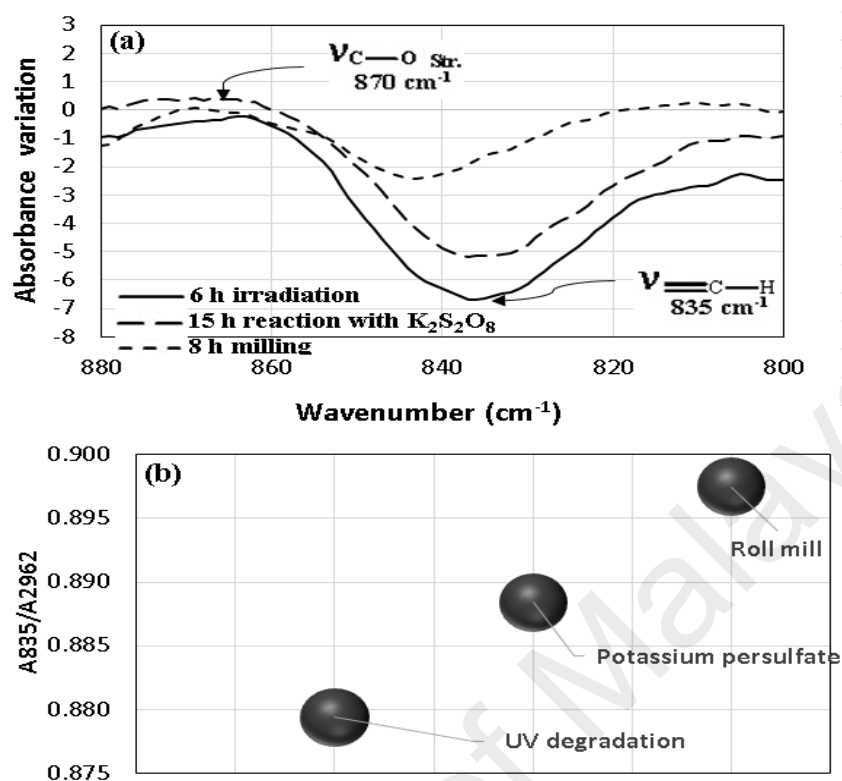 (a)
3
2
1
0
-1
-2
-3
-4
-5
-6
-7
-8
Absorbance variation
νC—O Str.
870 cm⁻¹
ν=C—H
835 cm⁻¹
6 h irradiation
15 h reaction with K₂S₂O₈
8 h milling
880 860 840 820 800
Wavenumber (cm⁻¹)
(b)
0.900
0.895
0.890
0.885
0.880
0.875
A835/A2962
Roll mill
Potassium persulfate
UV degradation
of Malaya